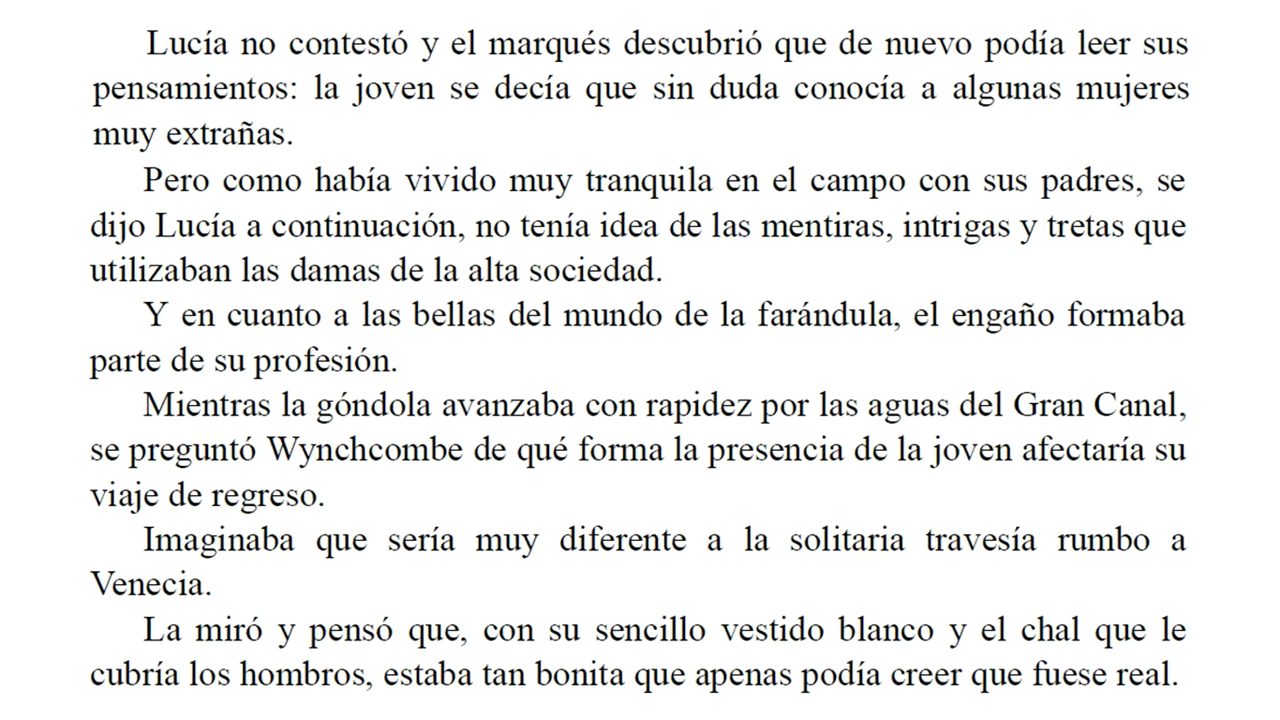 Lucía no contestó y el marqués descubrió que de nuevo podía leer sus
pensamientos: la joven se decía que sin duda conocía a algunas mujeres
muy extrañas.
Pero como había vivido muy tranquila en el campo con sus padres, se
dijo Lucía a continuación, no tenía idea de las mentiras, intrigas y tretas que
utilizaban las damas de la alta sociedad.
Y en cuanto a las bellas del mundo de la farándula, el engaño formaba
parte de su profesión.
Mientras la góndola avanzaba con rapidez por las aguas del Gran Canal,
se preguntó Wynchcombe de qué forma la presencia de la joven afectaría su
viaje de regreso.
Imaginaba que sería muy diferente a la solitaria travesía rumbo a
Venecia.
La miró y pensó que, con su sencillo vestido blanco y el chal que le
cubría los hombros, estaba tan bonita que apenas podía creer que fuese real.